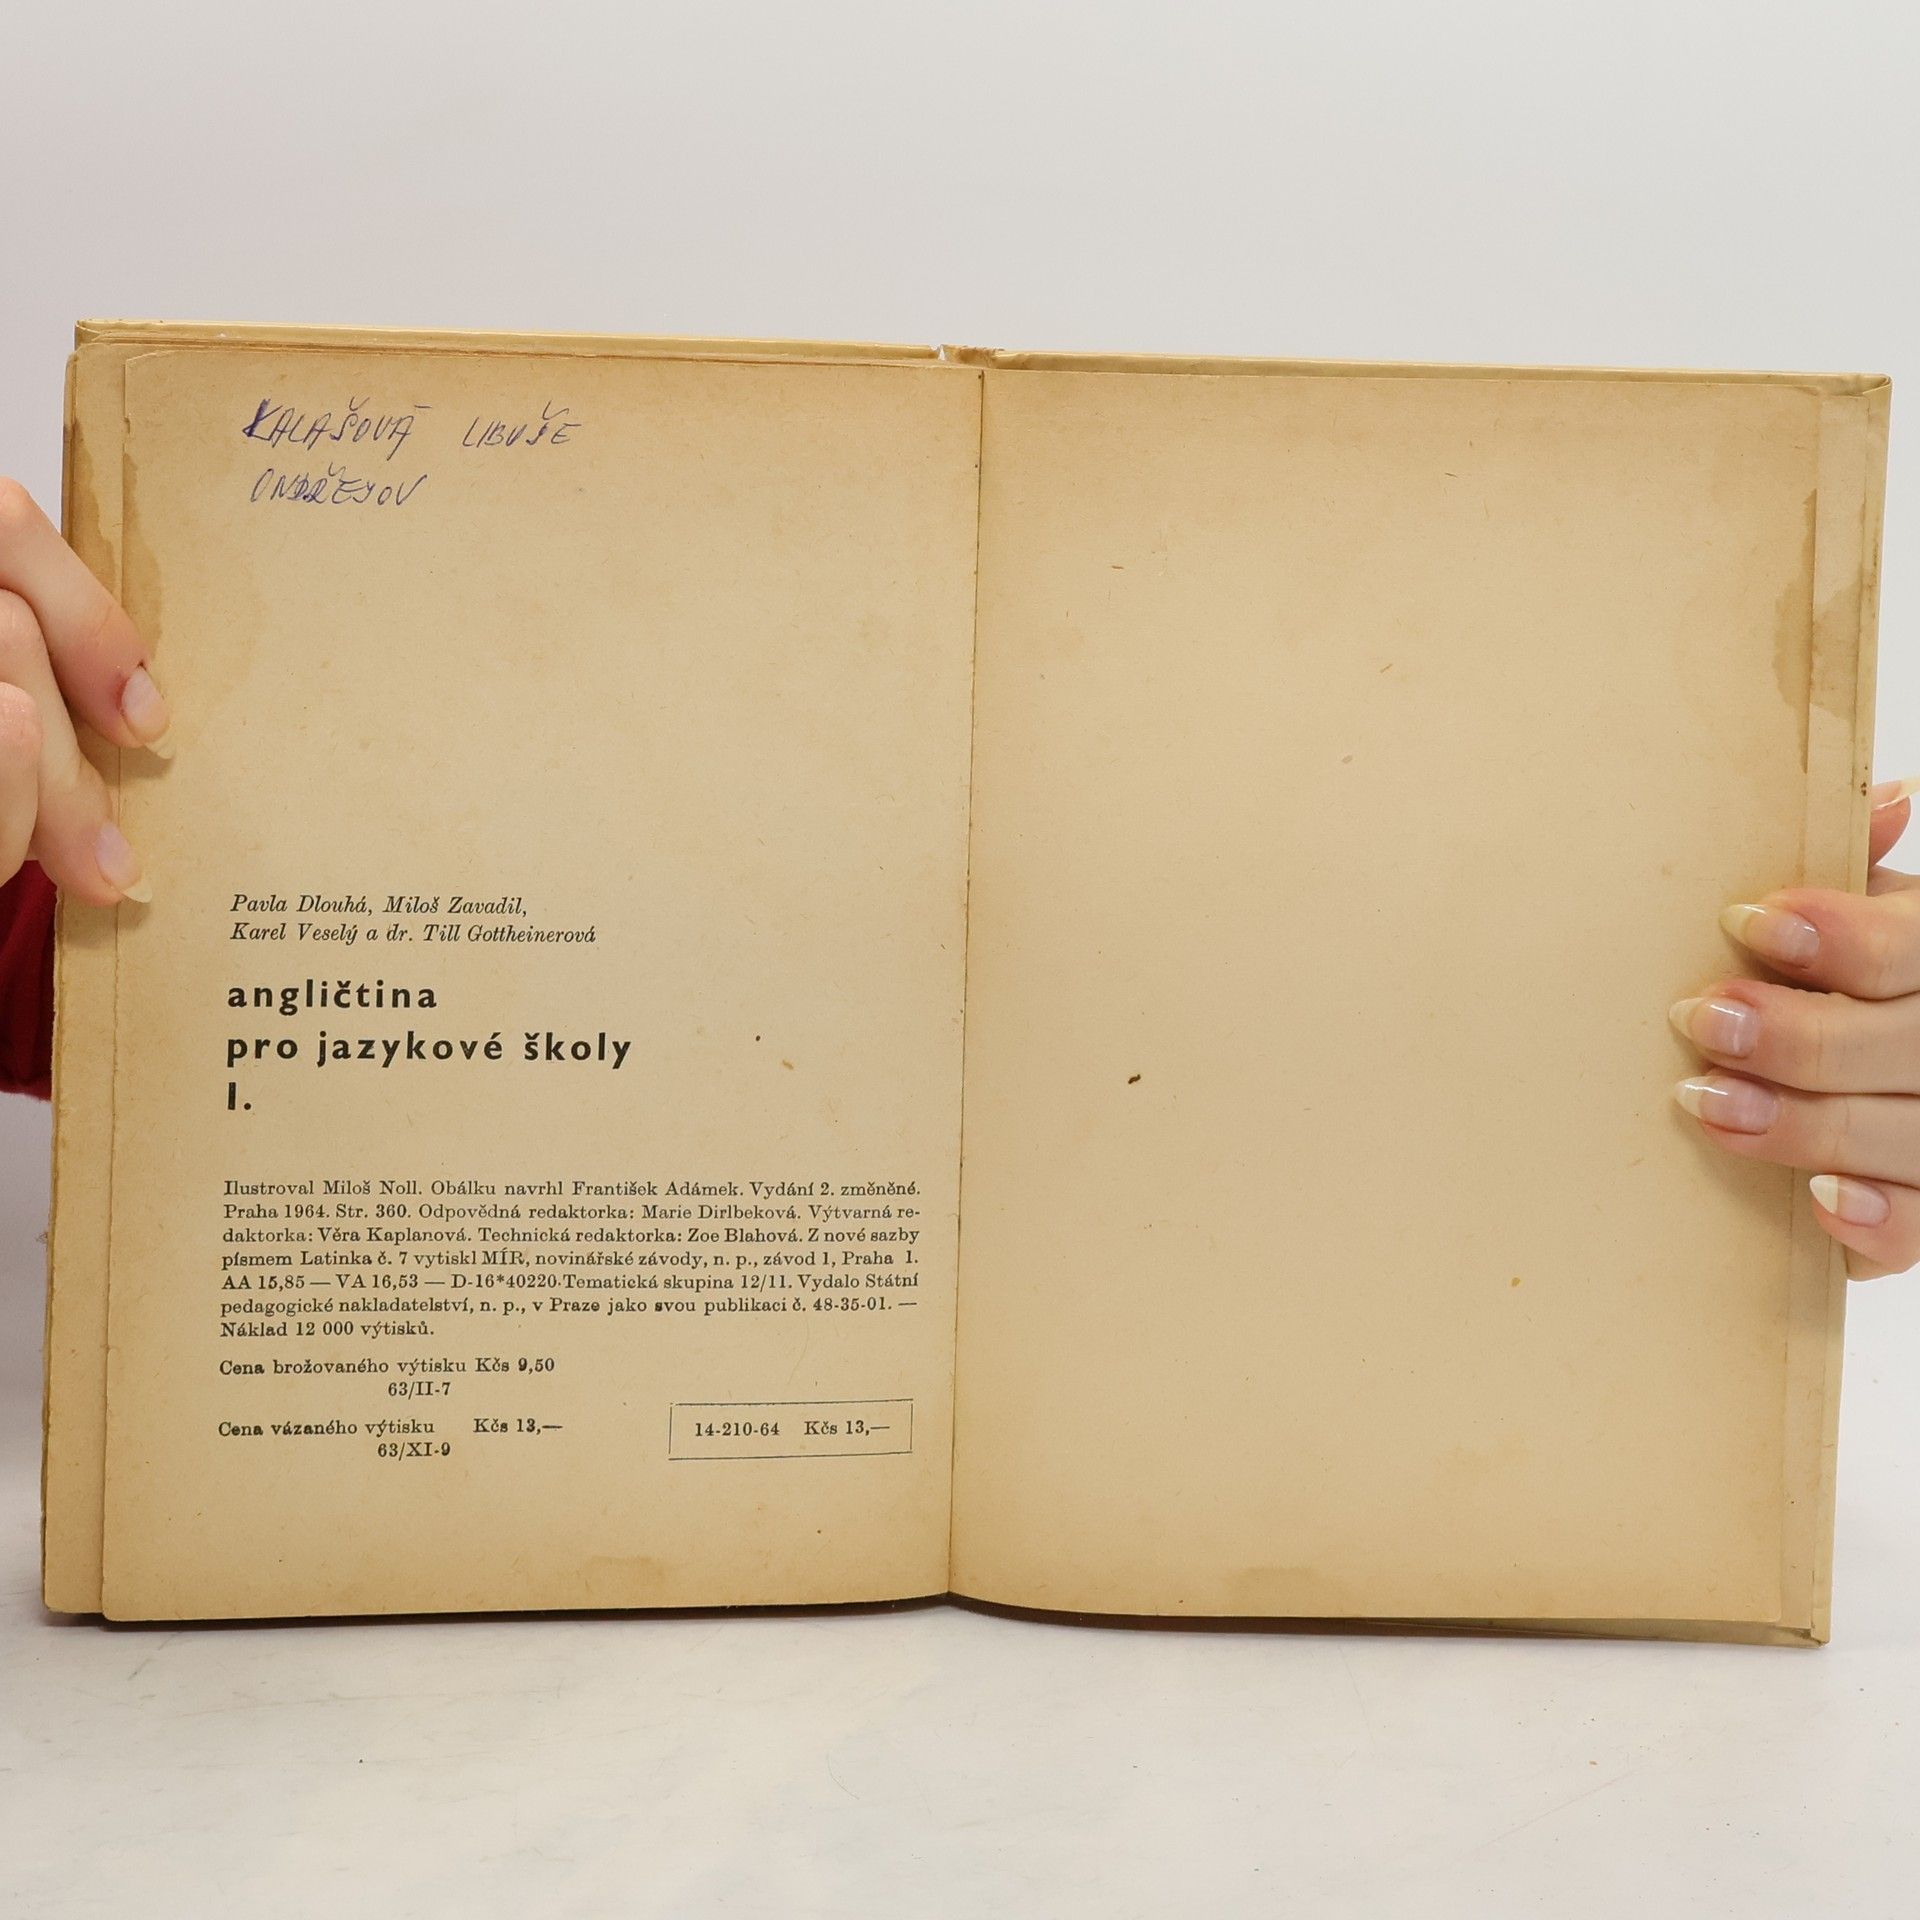 KALAŠOVÁ LIBUŠE
ONDŘEJOV
Pavla Dlouhá, Miloš Zavadil,
Karel Veselý a dr. Till Gottheinerová
angličtina
pro jazykové školy
I.
Ilustroval Miloš Noll. Obálku navrhl František Adámek. Vydání 2. změněné.
Praha 1964. Str. 360. Odpovědná redaktorka: Marie Dirlbeková. Výtvarná re-
daktorka: Věra Kaplanová. Technická redaktorka: Zoe Blahová. Z nové sazby
písmem Latinka č. 7 vytiskl MÍR, novinářské závody, n. p., závod 1, Praha 1.
AA 15,85 — VA 16,53 — D-16*40220. Tematická skupina 12/11. Vydalo Státní
pedagogické nakladatelství, n. p., v Praze jako svou publikaci č. 48-35-01. —
Náklad 12 000 výtisků.
Cena brožovaného výtisku Kčs 9,50
63/II-7
Cena vázaného výtisku Kčs 13,—
63/XI-9
14-210-64 Kčs 13,—